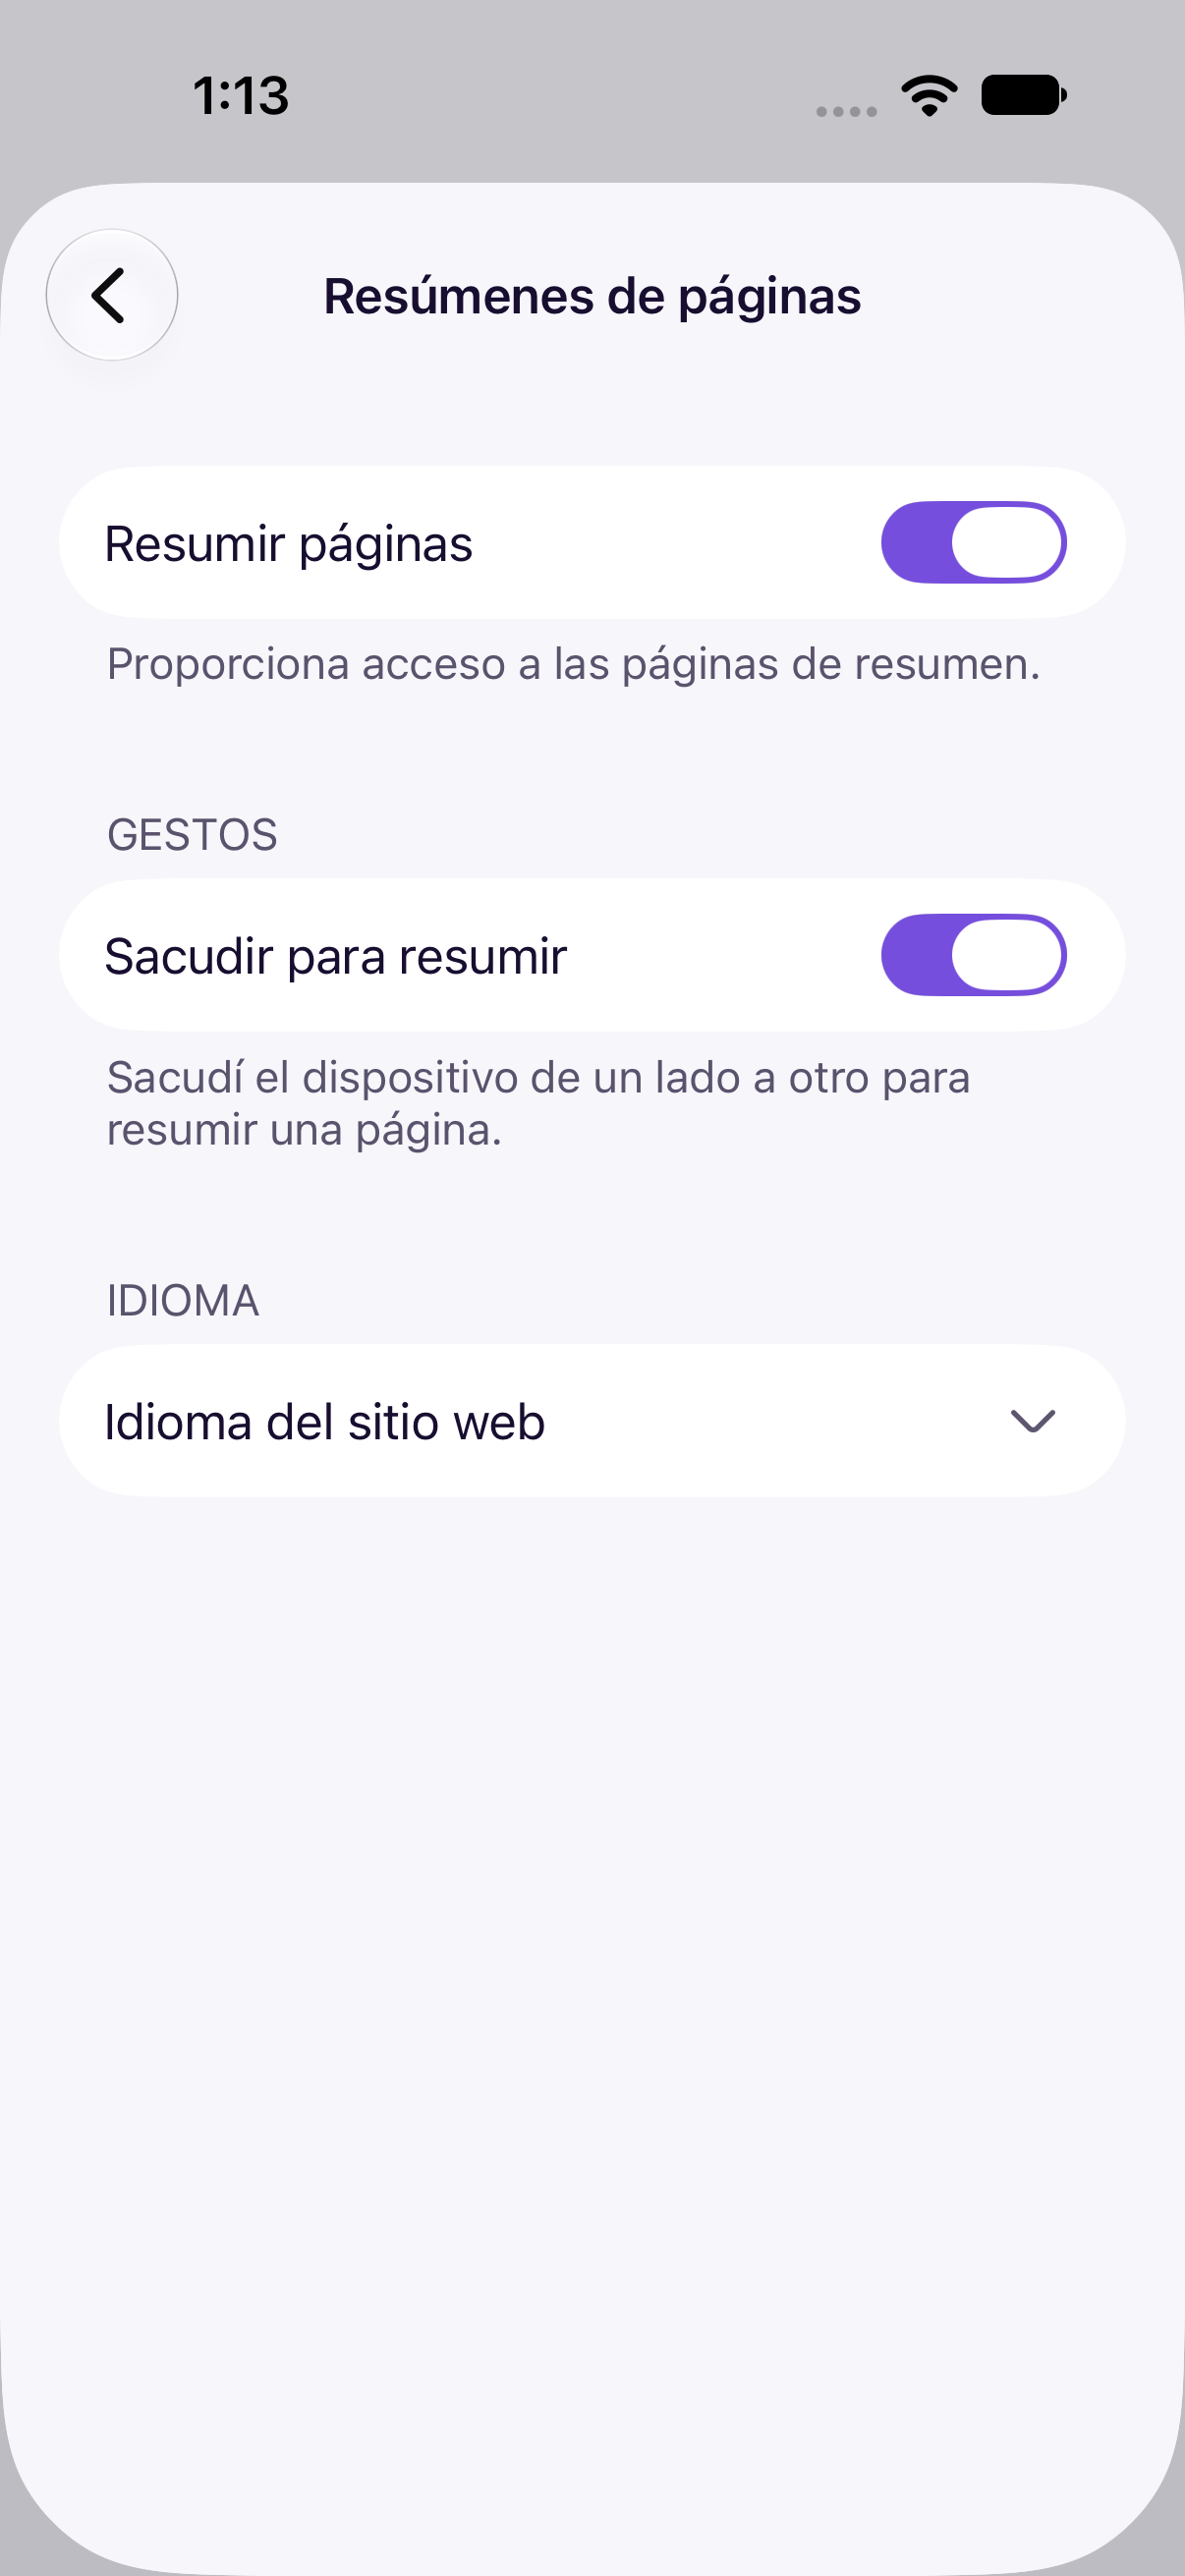 1:13
Resúmenes de páginas
Resumir páginas
Proporciona acceso a las páginas de resumen.
GESTOS
Sacudir para resumir
Sacudí el dispositivo de un lado a otro para
resumir una página.
IDIOMA
Idioma del sitio web